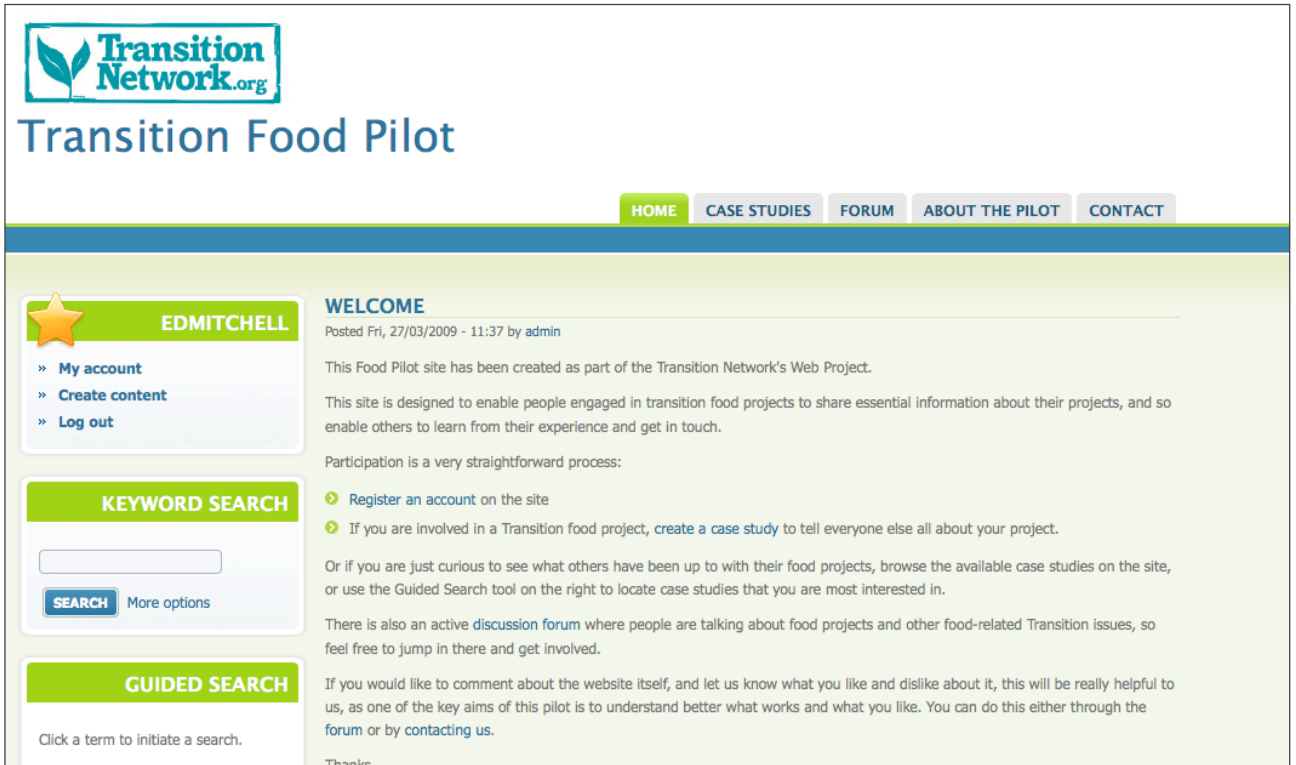 Transition
Network.org
Transition Food Pilot
HOME CASE STUDIES FORUM ABOUT THE PILOT CONTACT
EDMITCHELL
» My account
» Create content
» Log out
KEYWORD SEARCH
SEARCH More options
GUIDED SEARCH
Click a term to initiate a search.
WELCOME
Posted Fri, 27/03/2009 - 11:37 by admin
This Food Pilot site has been created as part of the Transition Network's Web Project.
This site is designed to enable people engaged in transition food projects to share essential information about their projects, and so
enable others to learn from their experience and get in touch.
Participation is a very straightforward process:
Register an account on the site
If you are involved in a Transition food project, create a case study to tell everyone else all about your project.
Or if you are just curious to see what others have been up to with their food projects, browse the available case studies on the site,
or use the Guided Search tool on the right to locate case studies that you are most interested in.
There is also an active discussion forum where people are talking about food projects and other food-related Transition issues, so
feel free to jump in there and get involved.
If you would like to comment about the website itself, and let us know what you like and dislike about it, this will be really helpful to
us, as one of the key aims of this pilot is to understand better what works and what you like. You can do this either through the
forum or by contacting us.
Thanks